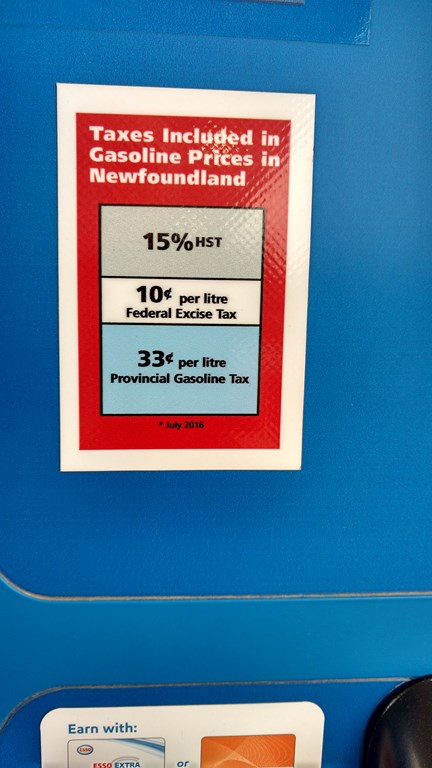 Taxes Included in
Gasoline Prices in
Newfoundland
15% HST
10¢ per litre
Federal Excise Tax
33¢ per litre
Provincial Gasoline Tax
* July 2016
Earn with:
Esso
ESSO EXTRA
or